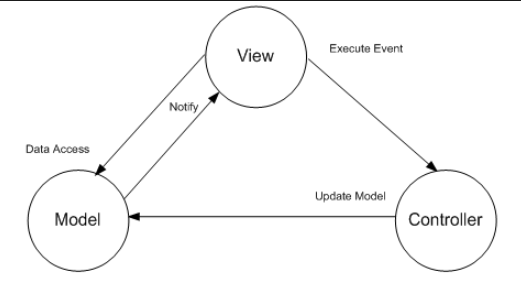 View
Execute Event
Notify
Data Access
Update Model
Model
Controller